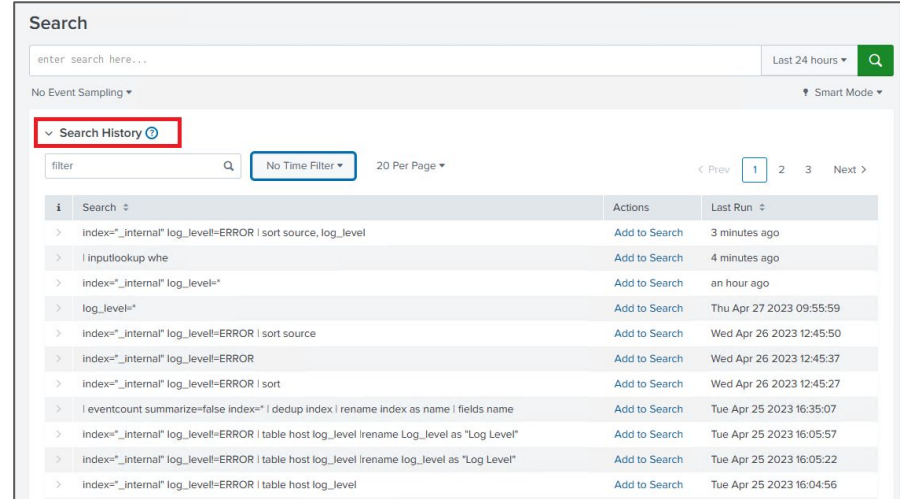 Search
enter search here... Last 24 hours
No Event Sampling Smart Mode
Search History ?
filter No Time Filter 20 Per Page < Prev 1 2 3 Next >
i Search Actions Last Run
> index="_internal" log_level!=ERROR | sort source, log_level Add to Search 3 minutes ago
> | inputlookup whe Add to Search 4 minutes ago
> index="_internal" log_level=* Add to Search an hour ago
> log_level=* Add to Search Thu Apr 27 2023 09:55:59
> index="_internal" log_level!=ERROR | sort source Add to Search Wed Apr 26 2023 12:45:50
> index="_internal" log_level!=ERROR Add to Search Wed Apr 26 2023 12:45:37
> index="_internal" log_level!=ERROR | sort Add to Search Wed Apr 26 2023 12:45:27
> | eventcount summarize=false index=* | dedup index | rename index as name | fields name Add to Search Tue Apr 25 2023 16:35:07
> index="_internal" log_level!=ERROR | table host log_level |rename Log_level as "Log Level" Add to Search Tue Apr 25 2023 16:05:57
> index="_internal" log_level!=ERROR | table host log_level |rename log_level as "Log Level" Add to Search Tue Apr 25 2023 16:05:22
> index="_internal" log_level!=ERROR | table host log_level Add to Search Tue Apr 25 2023 16:04:56